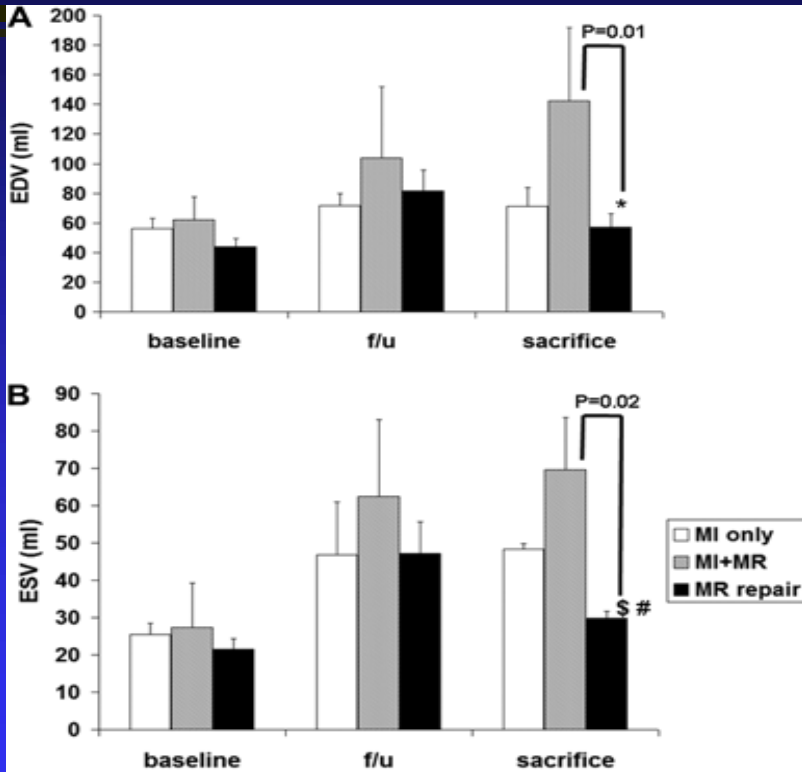 A
EDV (ml)
200
180
160
140
120
100
80
60
40
20
0
P=0.01
*
baseline f/u sacrifice
B
ESV (ml)
90
80
70
60
50
40
30
20
10
0
P=0.02
$ #
baseline f/u sacrifice
MI only
MI+MR
MR repair